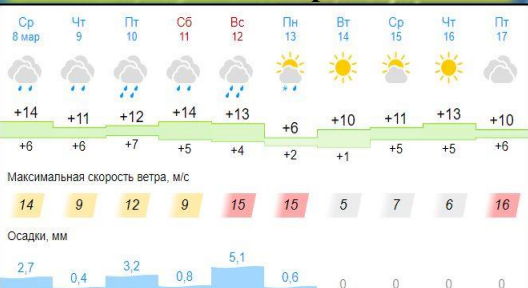 Ср Чт Пт Сб Вс Пн Вт Ср Чт Пт
8 мар 9 10 11 12 13 14 15 16 17
+14 +11 +12 +14 +13 +6 +10 +11 +13 +10
+6 +6 +7 +5 +4 +2 +1 +5 +5 +6
Максимальная скорость ветра, м/с
14 9 12 9 15 15 5 7 6 16
Осадки, мм
2,7 0,4 3,2 0,8 5,1 0,6 0 0 0 0